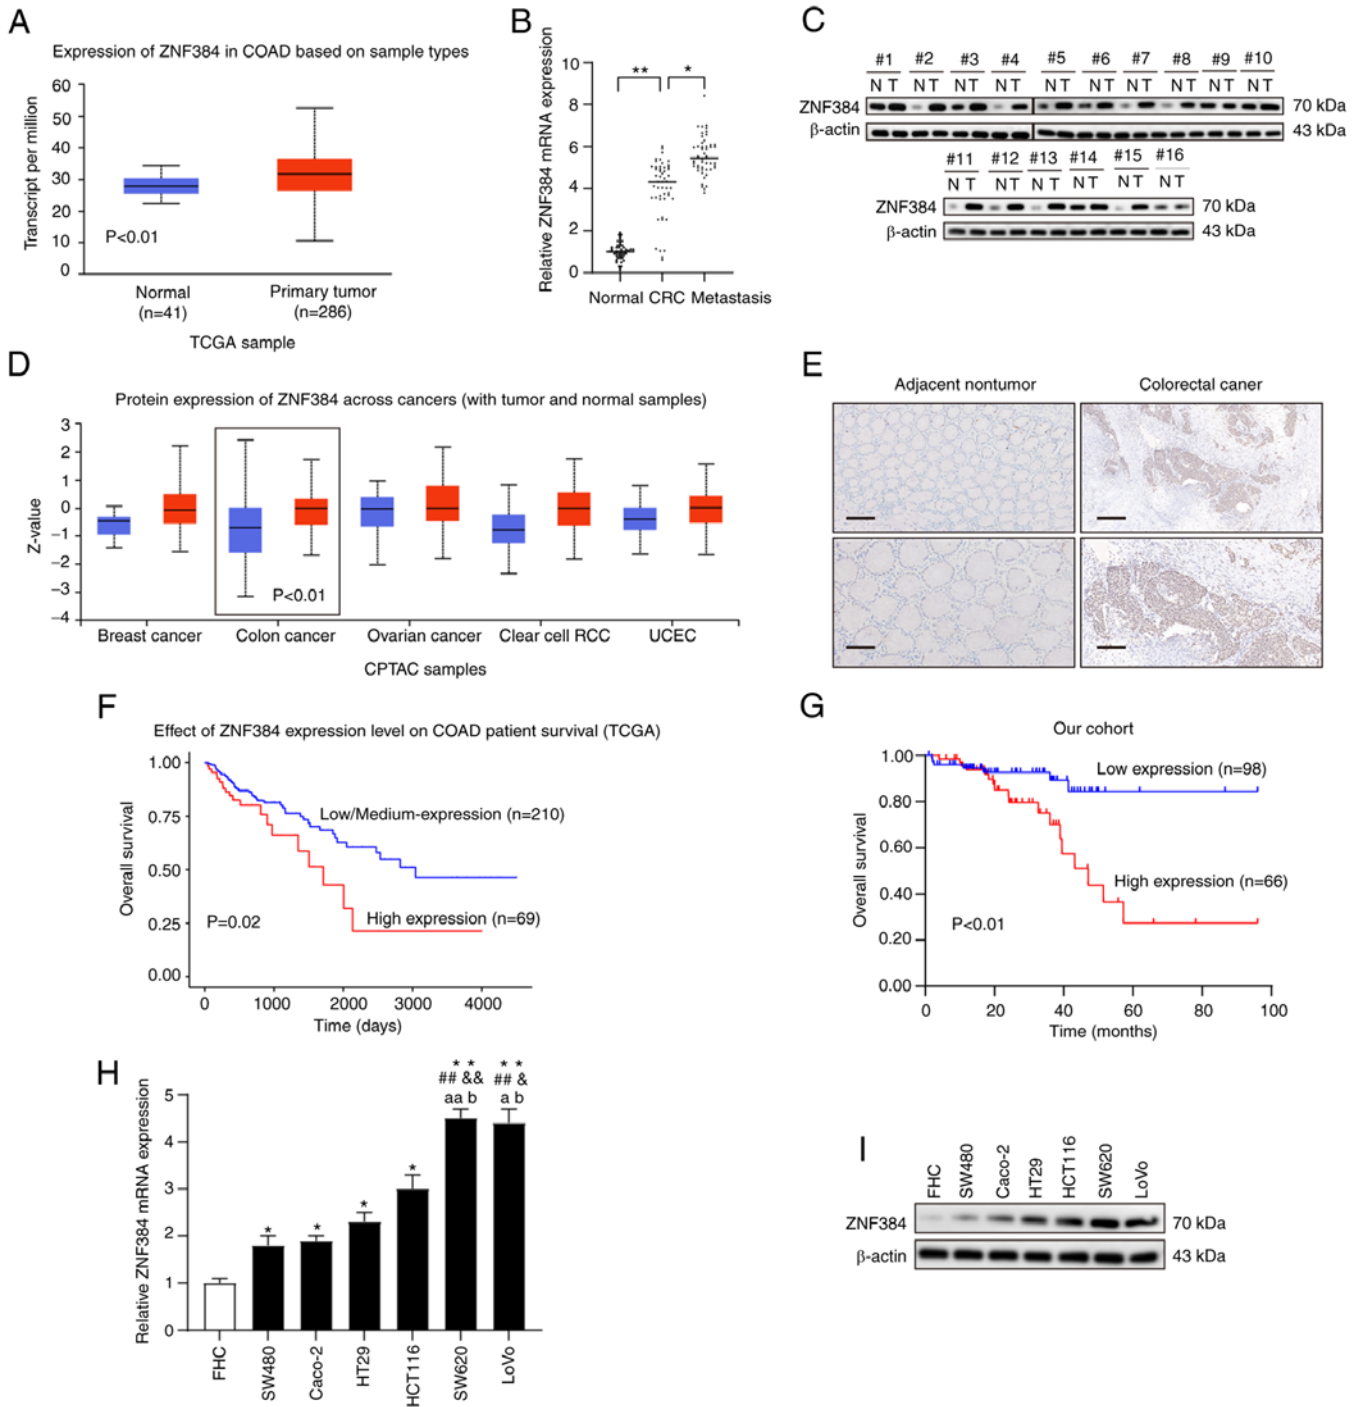 A
Expression of ZNF384 in COAD based on sample types
Transcript per million
60
50
40
30
20
10
0
P<0.01
Normal
(n=41)
Primary tumor
(n=286)
TCGA sample
B
Relative ZNF384 mRNA expression
10
8
6
4
2
0
** *
Normal CRC Metastasis
C
#1 #2 #3 #4 #5 #6 #7 #8 #9 #10
N T N T N T N T N T N T N T N T N T N T
ZNF384 70 kDa
β-actin 43 kDa
#11 #12 #13 #14 #15 #16
N T N T N T N T N T N T
ZNF384 70 kDa
β-actin 43 kDa
D
Protein expression of ZNF384 across cancers (with tumor and normal samples)
Z-value
3
2
1
0
−1
−2
−3
−4
P<0.01
Breast cancer Colon cancer Ovarian cancer Clear cell RCC UCEC
CPTAC samples
E
Adjacent nontumor Colorectal caner
F
Effect of ZNF384 expression level on COAD patient survival (TCGA)
Overall survival
1.00
0.75
0.50
0.25
0.00
Low/Medium-expression (n=210)
High expression (n=69)
P=0.02
0 1000 2000 3000 4000
Time (days)
G
Our cohort
Overall survival
1.00
0.80
0.60
0.40
0.20
0.00
Low expression (n=98)
High expression (n=66)
P<0.01
0 20 40 60 80 100
Time (months)
H
Relative ZNF384 mRNA expression
5
4
3
2
1
0
* * * *
* *
## &&
aa b
* *
## &
a b
FHC SW480 Caco-2 HT29 HCT116 SW620 LoVo
I
FHC SW480 Caco-2 HT29 HCT116 SW620 LoVo
ZNF384 70 kDa
β-actin 43 kDa